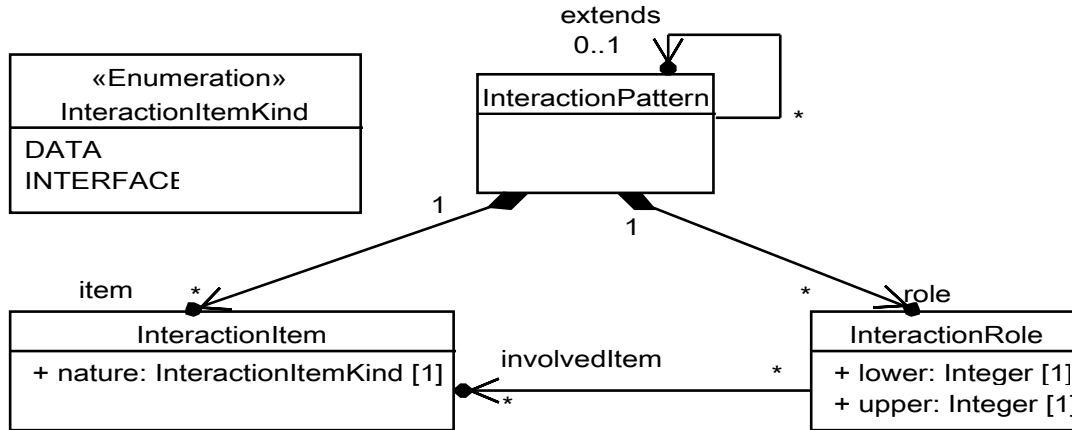 extends
0..1
«Enumeration»
InteractionItemKind
DATA
INTERFACE
InteractionPattern
*
1
1
item
*
*
role
InteractionItem
+ nature: InteractionItemKind [1]
involvedItem
*
*
InteractionRole
+ lower: Integer [1]
+ upper: Integer [1]